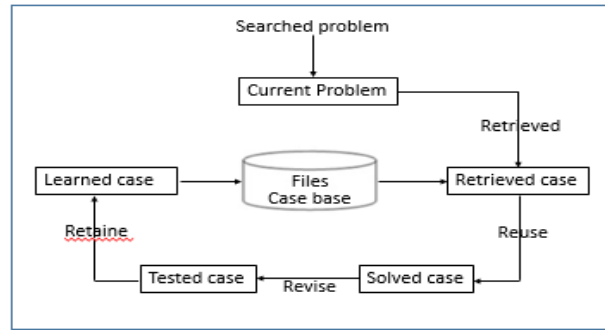 Searched problem
Current Problem
Retrieved
Learned case
Files
Case base
Retrieved case
Retaine
Reuse
Tested case
Revise
Solved case